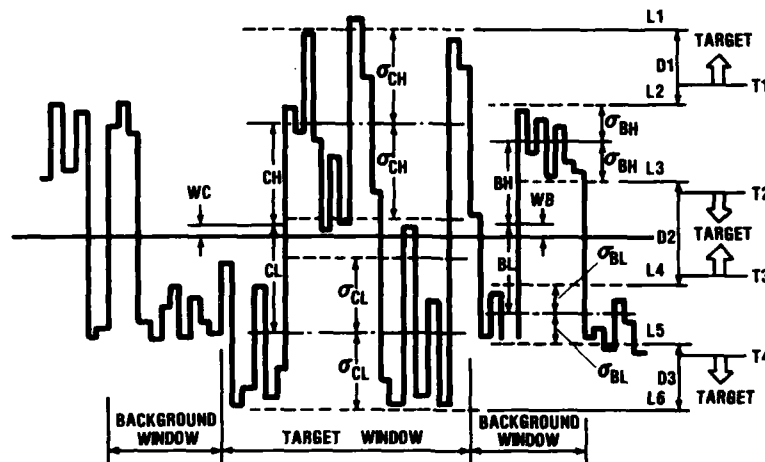 L1
TARGET
D1
T1
L2
σCH
σBH
CH
σCH
BH
σBH
L3
WC
WB
T2
D2
TARGET
CL
BL
σBL
L4
T3
σCL
L5
σCL
σBL
T4
D3
TARGET
L6
BACKGROUND
WINDOW
TARGET WINDOW
BACKGROUND
WINDOW